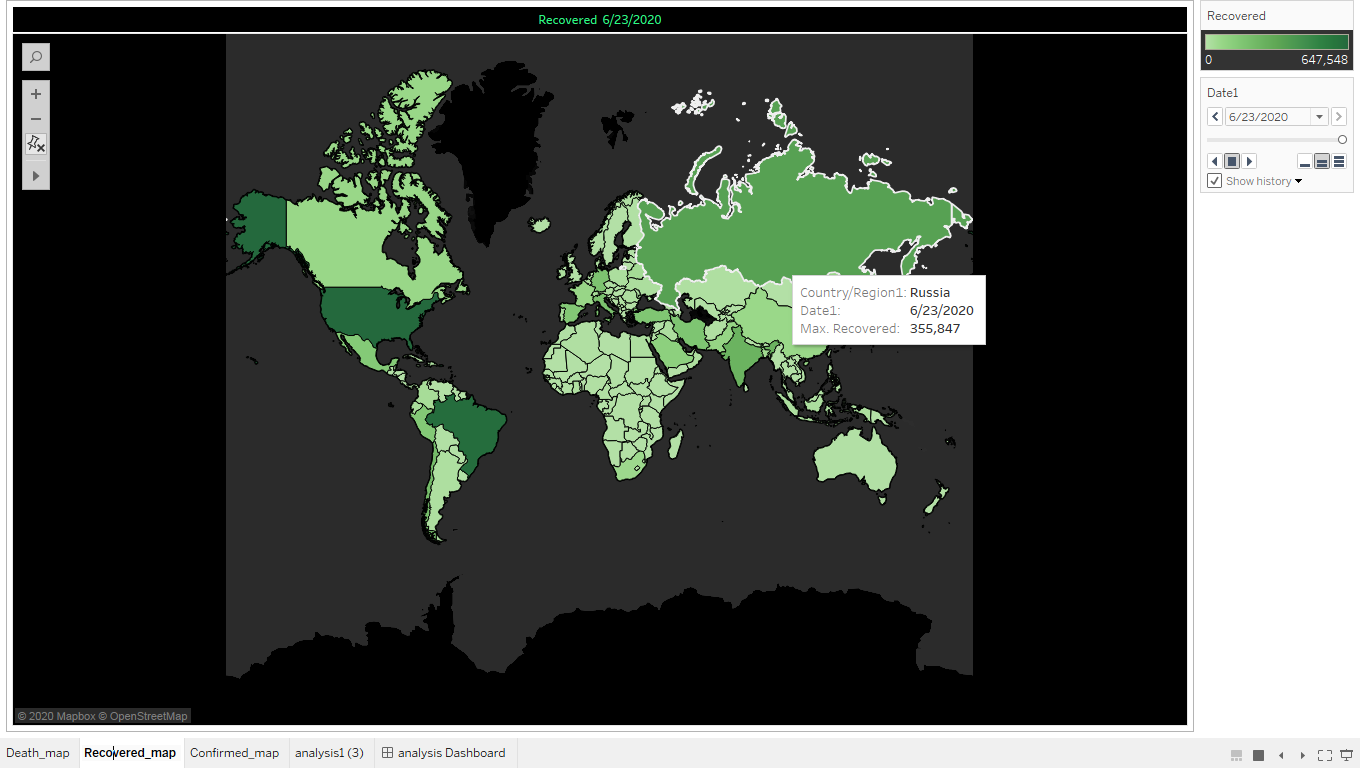 Recovered 6/23/2020
Recovered
0 647,548
Date1
6/23/2020
Show history
Country/Region1: Russia
Date1: 6/23/2020
Max. Recovered: 355,847
© 2020 Mapbox © OpenStreetMap
Death_map Recovered_map Confirmed_map analysis1 (3) analysis Dashboard